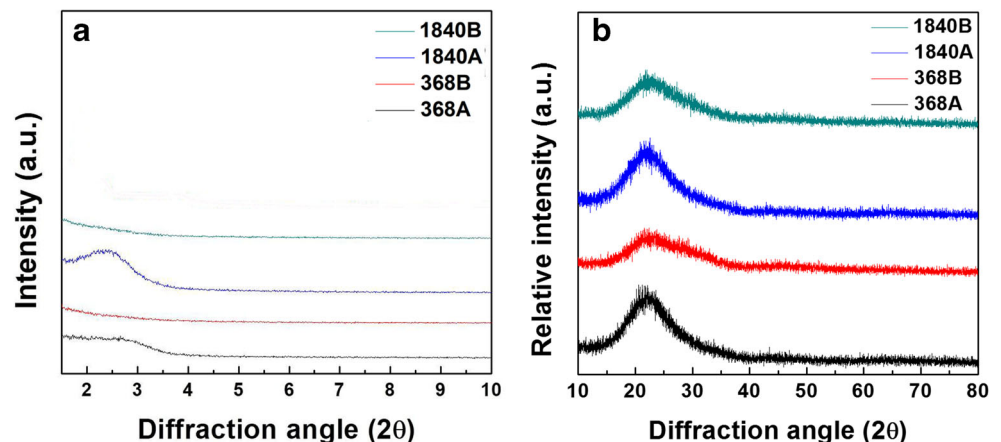 a
1840B
1840A
368B
368A
Intensity (a.u.)
2 3 4 5 6 7 8 9 10
Diffraction angle (2θ)
b
1840B
1840A
368B
368A
Relative intensity (a.u.)
10 20 30 40 50 60 70 80
Diffraction angle (2θ)